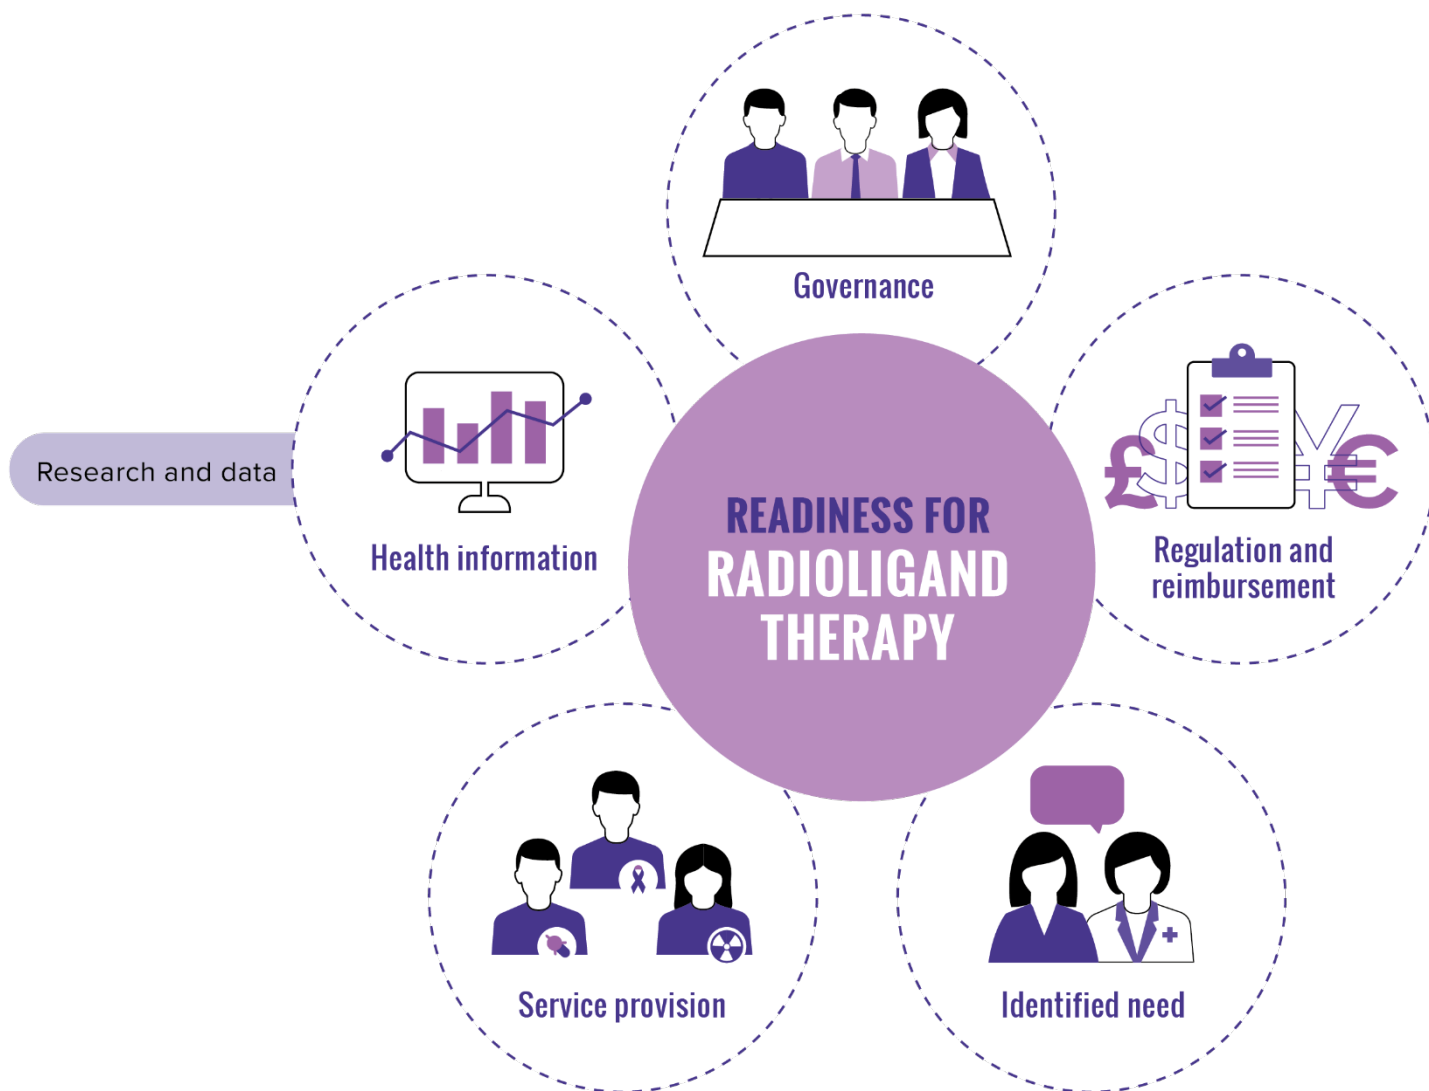 Governance
Research and data
Health information
READINESS FOR
RADIOLIGAND
THERAPY
£$¥€
Regulation and
reimbursement
Service provision
Identified need